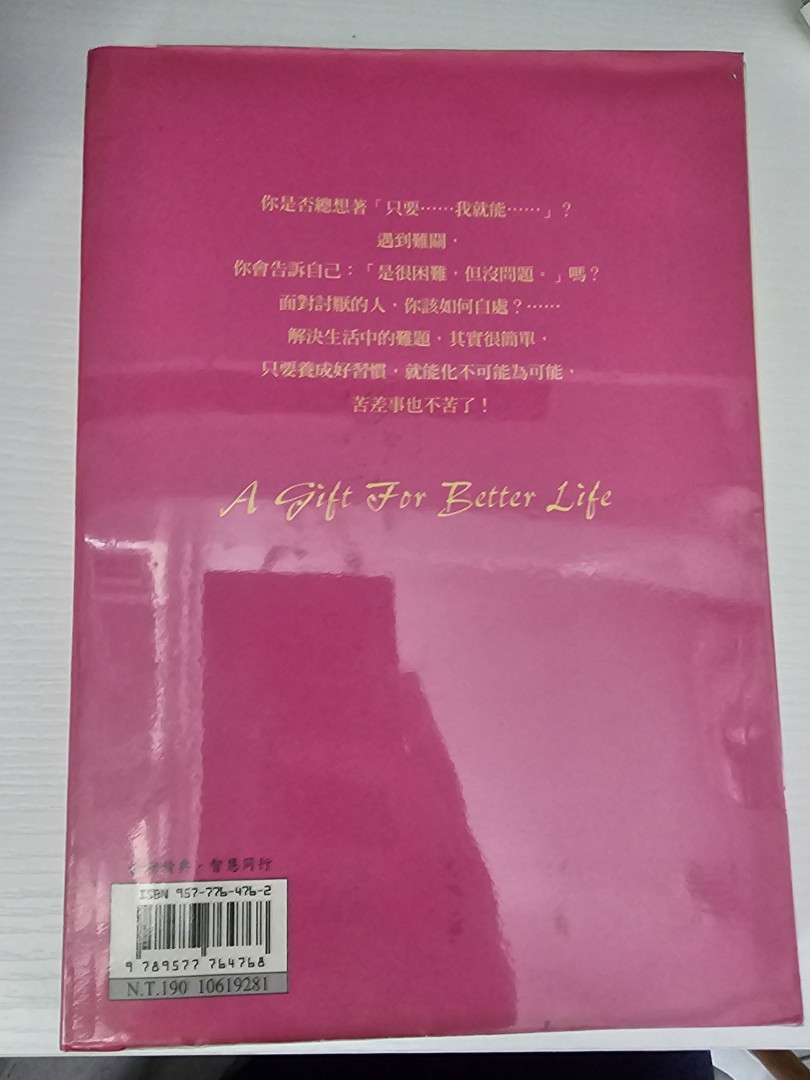 你是否總想著「只要……我就能……」？
遇到難關，
你會告訴自己：「是很困難，但沒問題。」嗎？
面對討厭的人，你該如何自處？……
解決生活中的難題，其實很簡單，
只要養成好習慣，就能化不可能為可能，
苦差事也不苦了！
A Gift For Better Life
智慧同行
ISBN 957-776-476-2
9 789577 764768
N.T.190 10619281